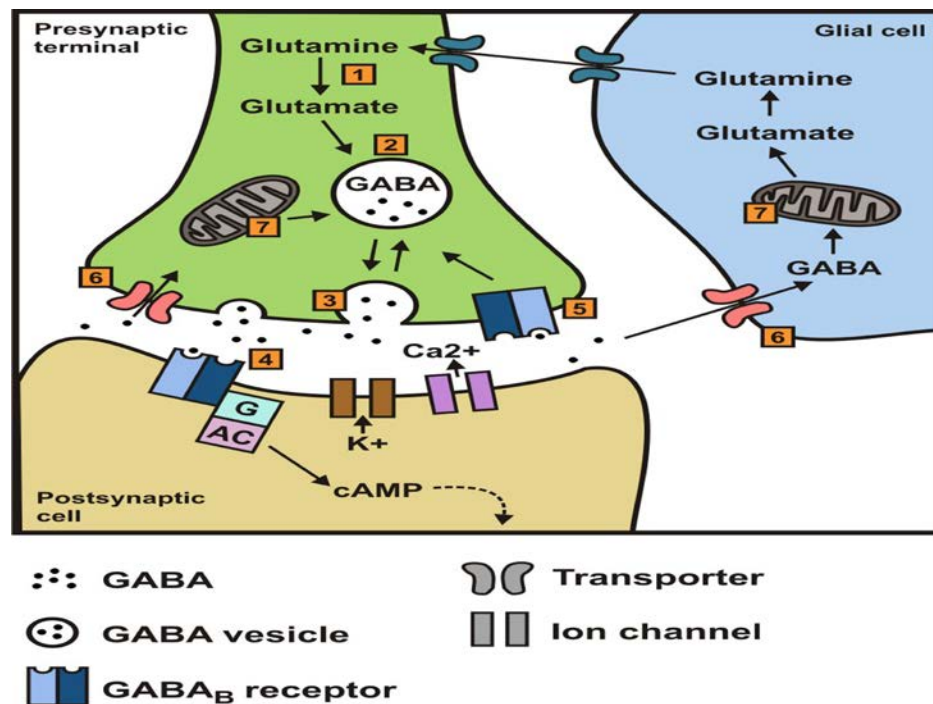 Presynaptic
terminal
Glutamine
1
Glutamate
2
GABA
7
6
3
5
4
Ca2+
G
AC
K+
cAMP
Postsynaptic
cell
Glial cell
Glutamine
Glutamate
7
GABA
6
GABA
GABA vesicle
GABAB receptor
Transporter
Ion channel